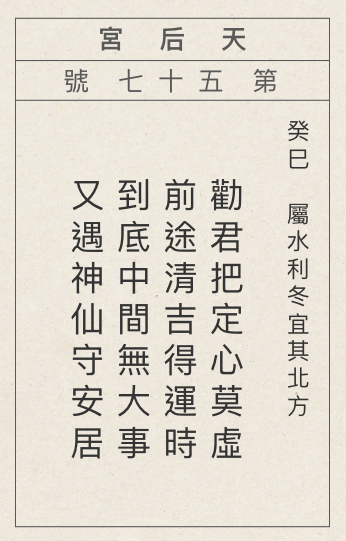 天后宮
第五十七號
癸巳　屬水利冬宜其北方
勸君把定心莫虛
前途清吉得運時
到底中間無大事
又遇神仙守安居